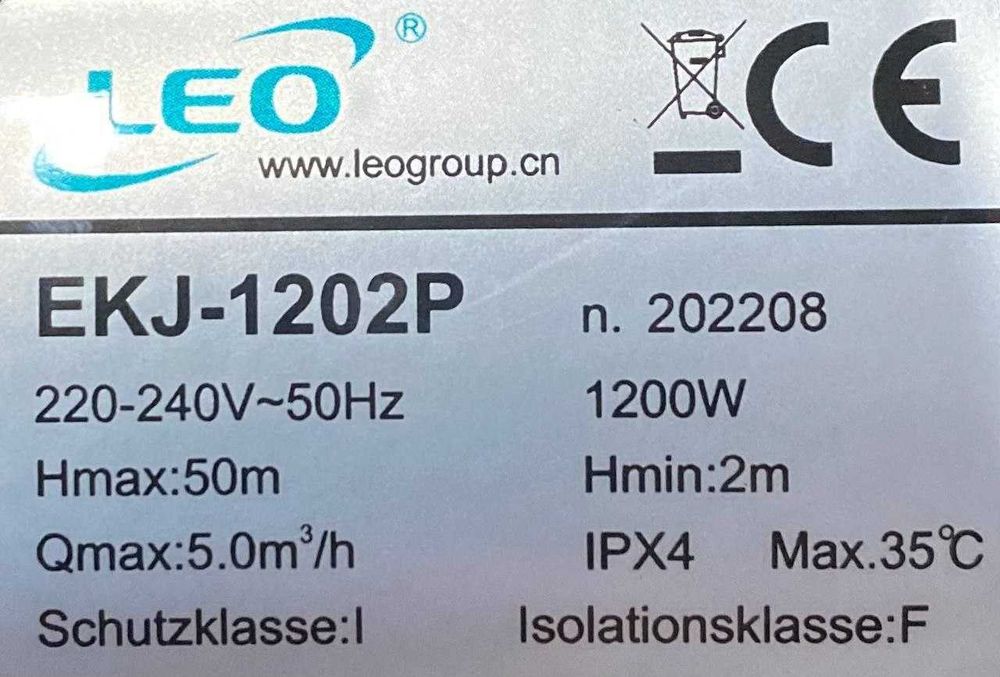 LEO ®
www.leogroup.cn
CE
EKJ-1202P n. 202208
220-240V~50Hz 1200W
Hmax:50m Hmin:2m
Qmax:5.0m³/h IPX4 Max.35℃
Schutzklasse:I Isolationsklasse:F